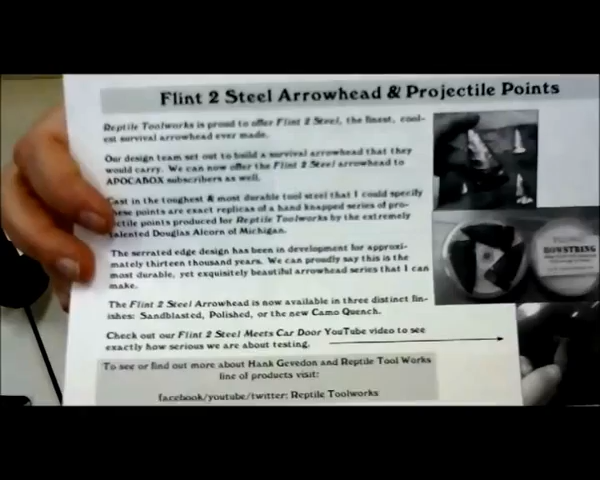 Flint 2 Steel Arrowhead & Projectile Points
Reptile Toolworks is proud to offer Flint 2 Steel, the finest, cool-
est survival arrowhead ever made.
Our design team set out to build a survival arrowhead that they
would carry. We can now offer the Flint 2 Steel arrowhead to
APOCABOX subscribers as well.
Cast in the toughest & most durable tool steel that I could specify
these points are exact replicas of a hand knapped series of pro-
jectile points produced for Reptile Toolworks by the extremely
talented Douglas Alcorn of Michigan.
The serrated edge design has been in development for approxi-
mately thirteen thousand years. We can proudly say this is the
most durable, yet exquisitely beautiful arrowhead series that I can
make.
The Flint 2 Steel Arrowhead is now available in three distinct fin-
ishes: Sandblasted, Polished, or the new Camo Quench.
Check out our Flint 2 Steel Meets Car Door YouTube video to see
exactly how serious we are about testing.
To see or find out more about Hank Gevedon and Reptile Tool Works
line of products visit:
facebook/youtube/twitter: Reptile Toolworks
BOWSTRING